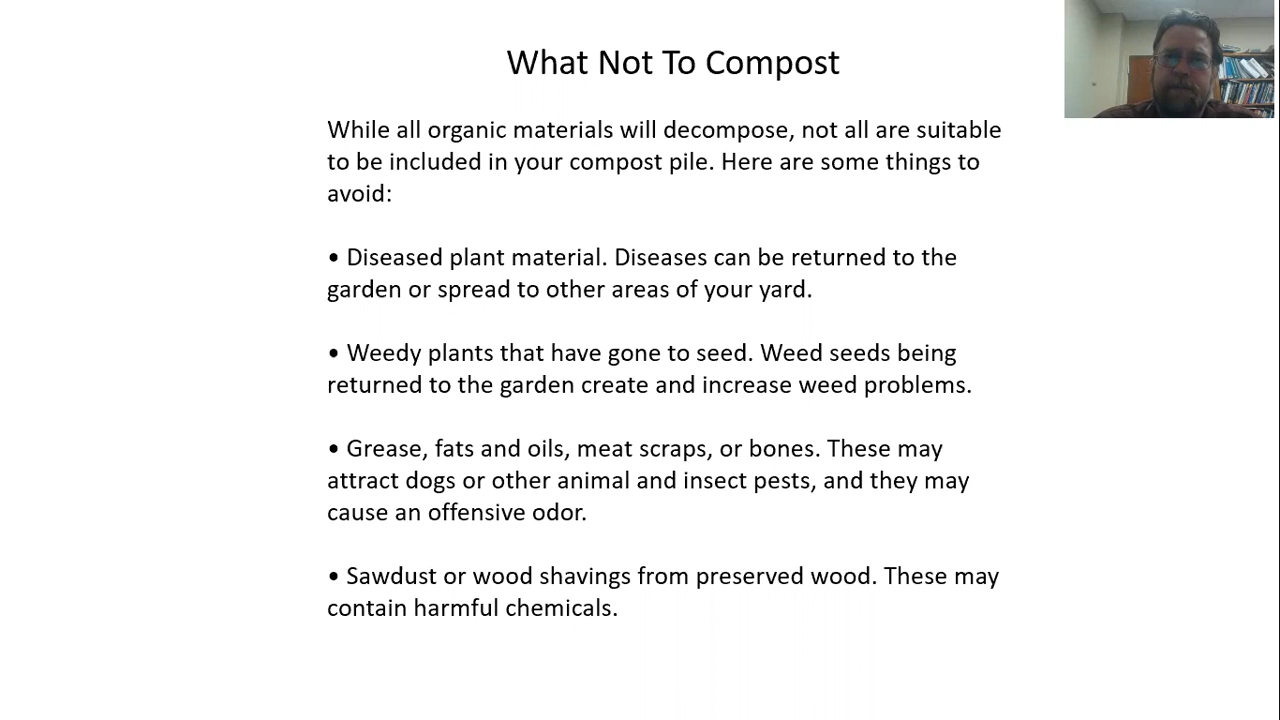 What Not To Compost
While all organic materials will decompose, not all are suitable
to be included in your compost pile. Here are some things to
avoid:
• Diseased plant material. Diseases can be returned to the
garden or spread to other areas of your yard.
• Weedy plants that have gone to seed. Weed seeds being
returned to the garden create and increase weed problems.
• Grease, fats and oils, meat scraps, or bones. These may
attract dogs or other animal and insect pests, and they may
cause an offensive odor.
• Sawdust or wood shavings from preserved wood. These may
contain harmful chemicals.